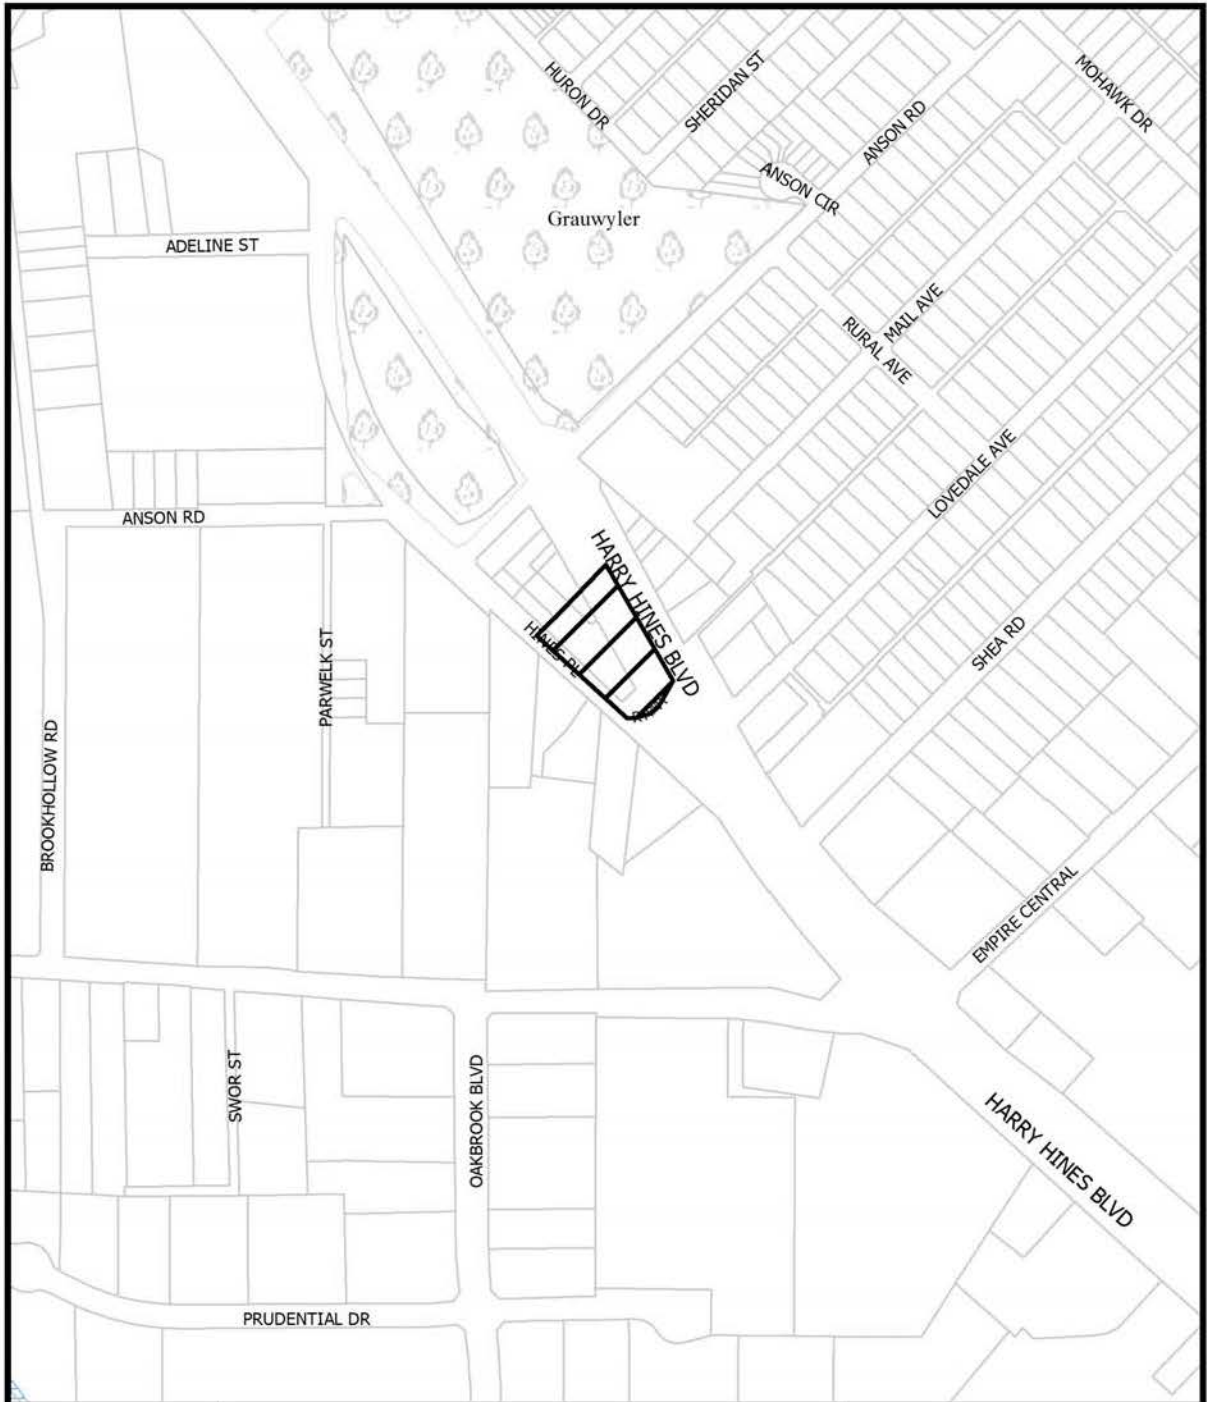 HURON DR
SHERIDAN ST
MOHAWK DR
ANSON RD
ANSON CIR
Grauwyler
ADELINE ST
MAIL AVE
RURAL AVE
LOVEDALE AVE
ANSON RD
HARRY HINES BLVD
HINES PL
SHEA RD
PARWELK ST
BROOKHOLLOW RD
EMPIRE CENTRAL
SWOR ST
OAKBROOK BLVD
HARRY HINES BLVD
PRUDENTIAL DR